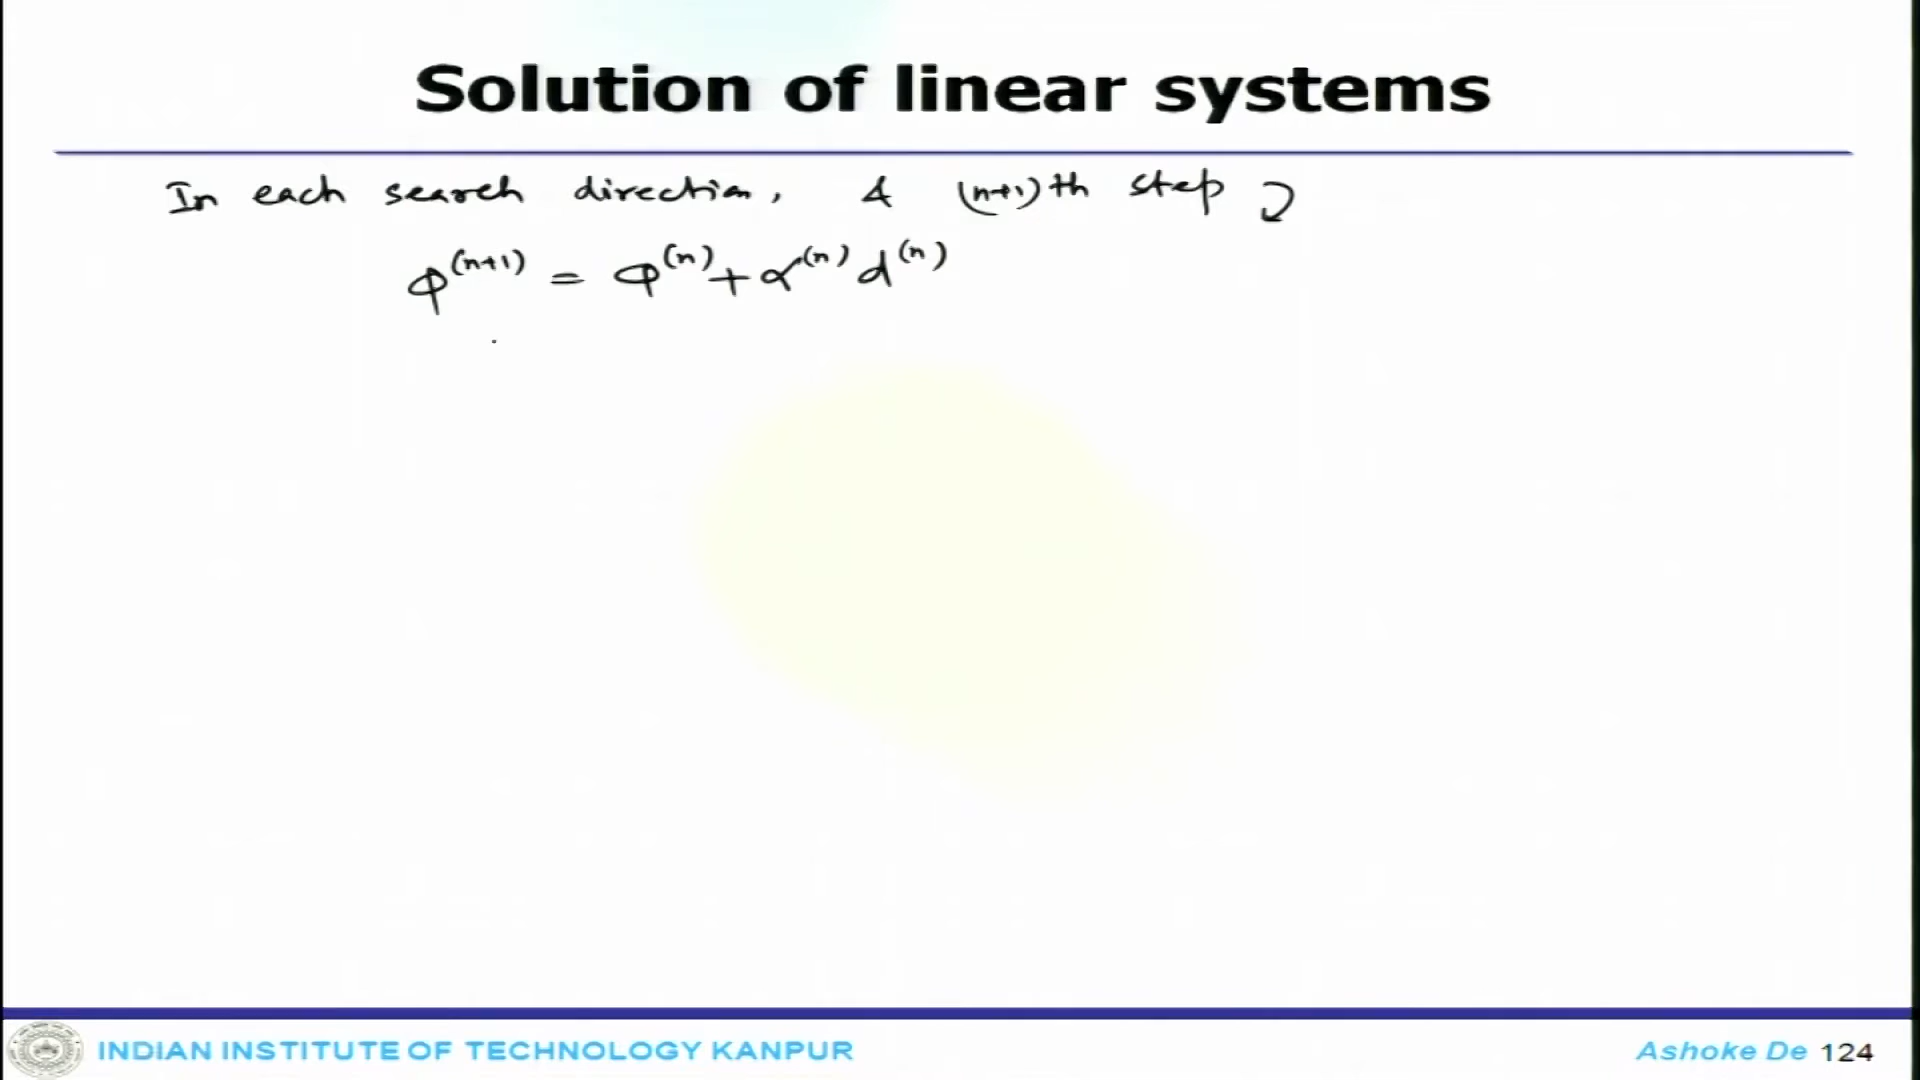 Solution of linear systems
In each search direction, & (n+1)th step
φ^(n+1) = φ^(n) + α^(n) d^(n)
INDIAN INSTITUTE OF TECHNOLOGY KANPUR
Ashoke De 124